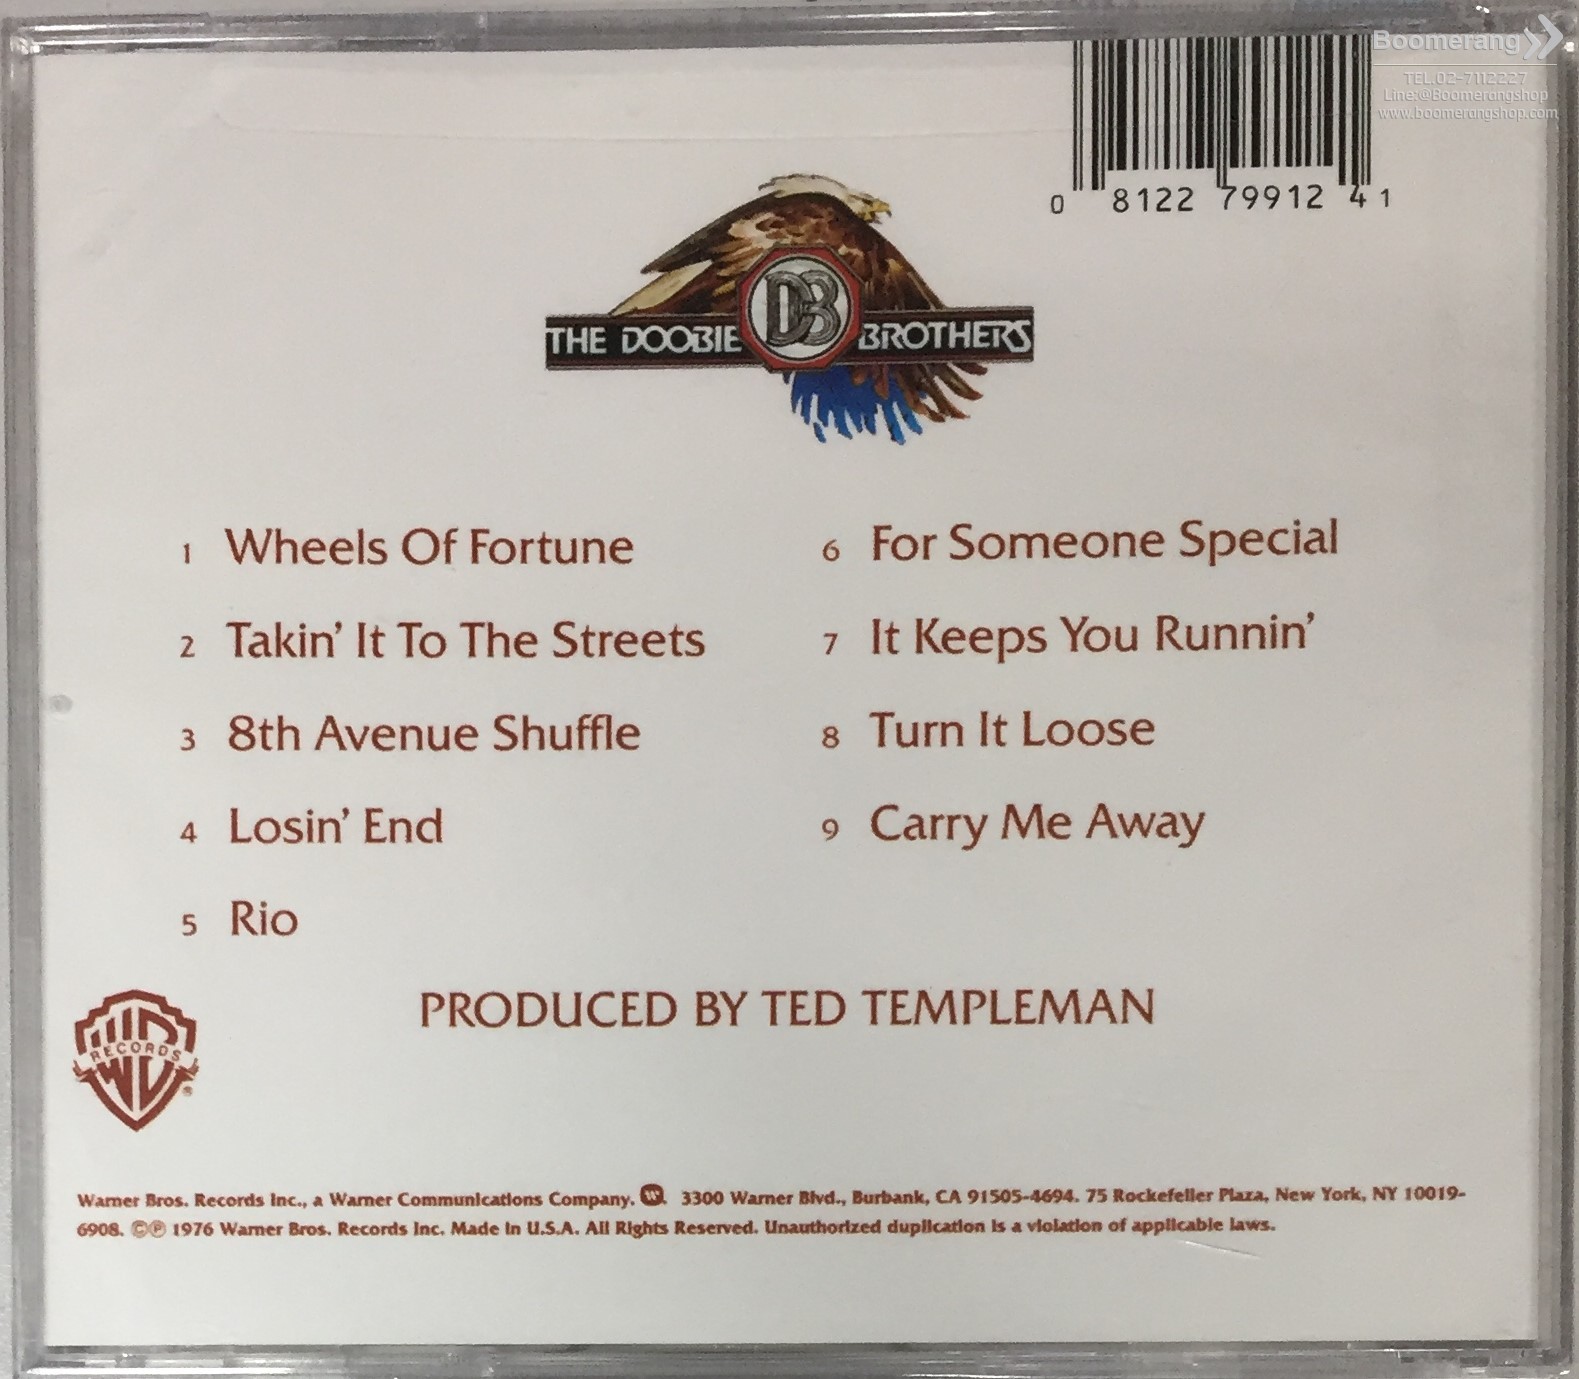 Boomerang
TEL.02-7112227
Line:@Boomerangshop
www.boomerangshop.com
0 8122 79912 4 1
THE DOOBIE DB BROTHERS
1 Wheels Of Fortune
2 Takin' It To The Streets
3 8th Avenue Shuffle
4 Losin' End
5 Rio
6 For Someone Special
7 It Keeps You Runnin'
8 Turn It Loose
9 Carry Me Away
PRODUCED BY TED TEMPLEMAN
WB
RECORDS
®
Warner Bros. Records Inc., a Warner Communications Company. W. 3300 Warner Blvd., Burbank, CA 91505-4694. 75 Rockefeller Plaza, New York, NY 10019-
6908. ©℗ 1976 Warner Bros. Records Inc. Made in U.S.A. All Rights Reserved. Unauthorized duplication is a violation of applicable laws.